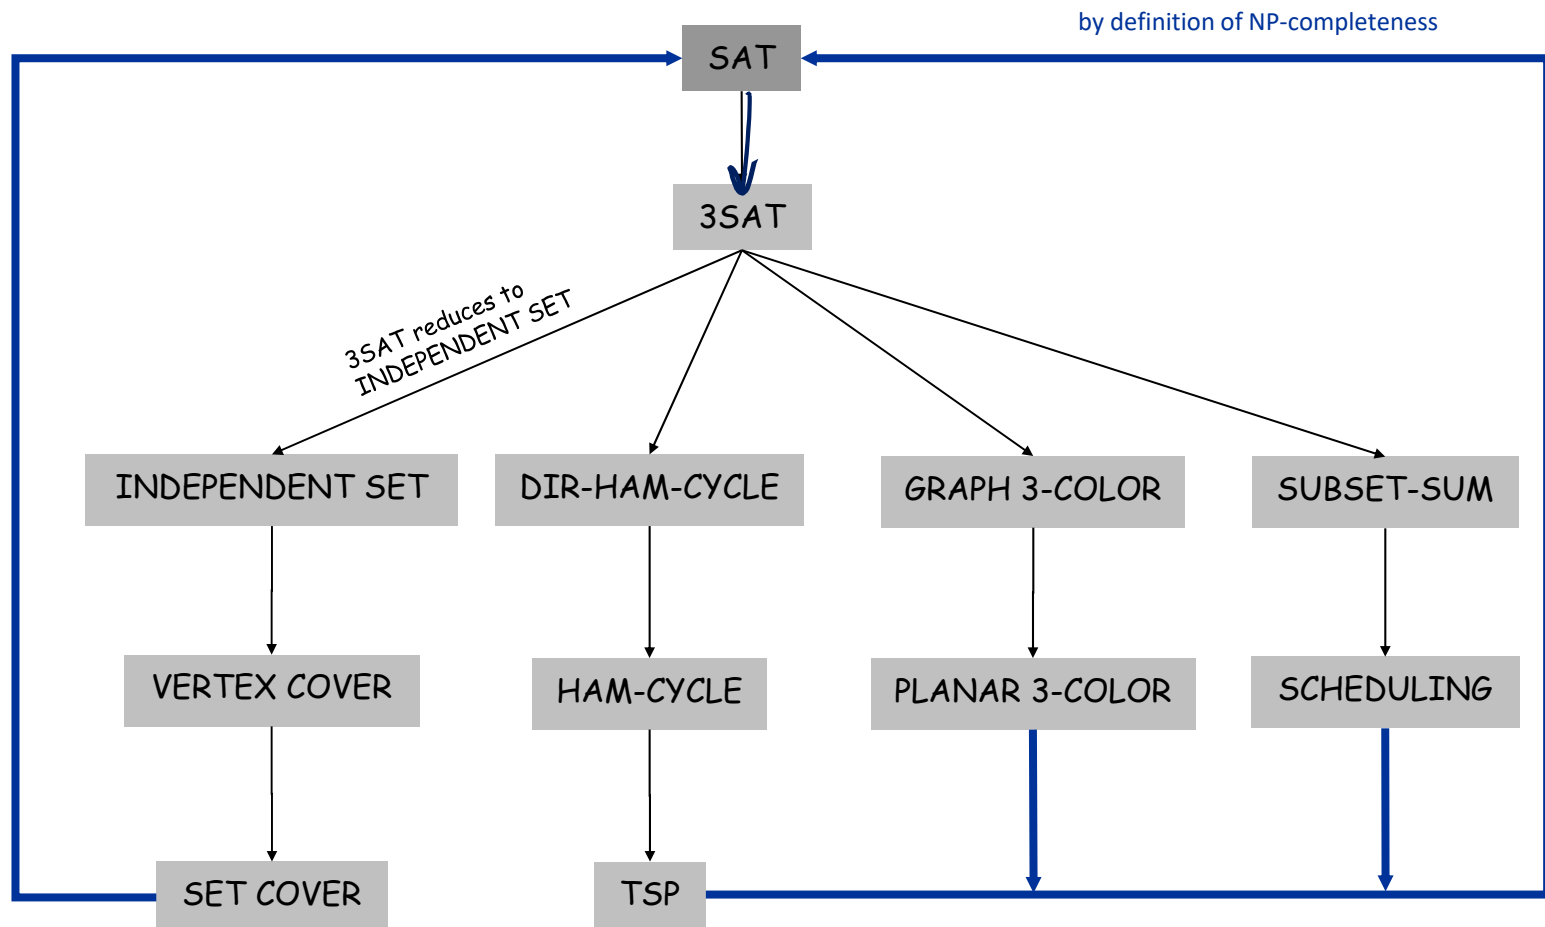 by definition of NP-completeness
SAT
3SAT
3SAT reduces to
INDEPENDENT SET
INDEPENDENT SET
DIR-HAM-CYCLE
GRAPH 3-COLOR
SUBSET-SUM
VERTEX COVER
HAM-CYCLE
PLANAR 3-COLOR
SCHEDULING
SET COVER
TSP